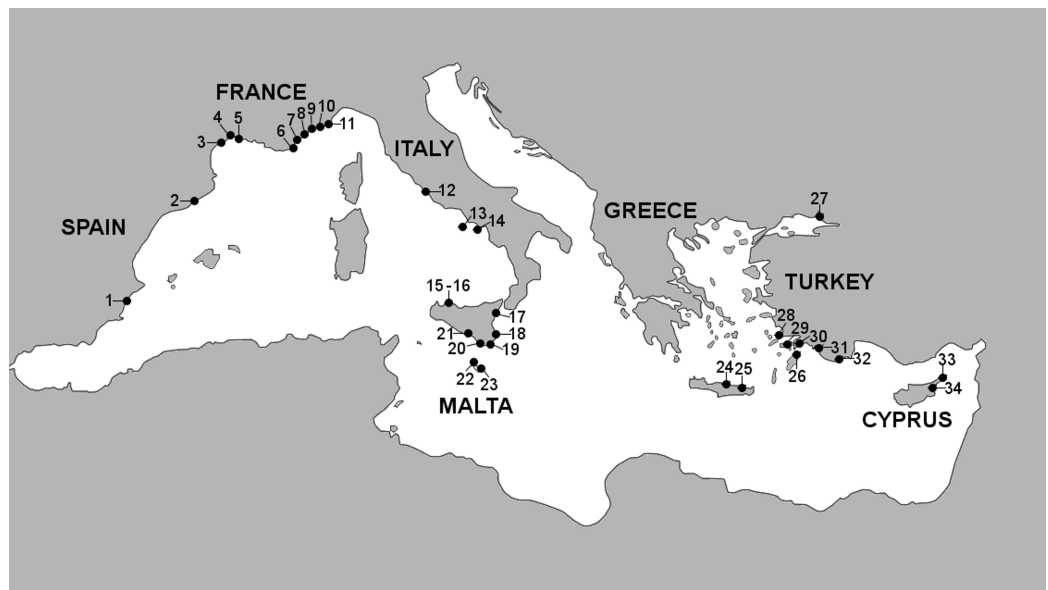 FRANCE
4 5 6 7 8 9 10
3 11
ITALY
2 12
SPAIN
13 14
GREECE
27
TURKEY
1
15-16
17
28 29 30
21 18
31
20 19
32
26
22 23
24 25
33
MALTA
34
CYPRUS